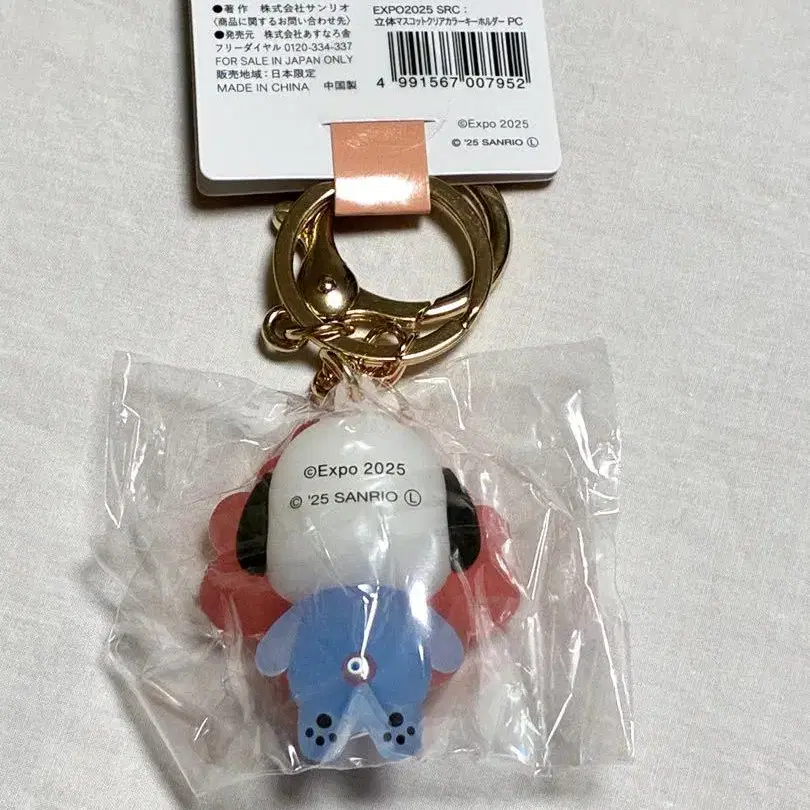 ●著作　株式会社サンリオ
〈商品に関するお問い合わせ先〉
●発売元　株式会社あすなろ舎
フリーダイヤル 0120-334-337
FOR SALE IN JAPAN ONLY
販売地域：日本限定
MADE IN CHINA　中国製
EXPO2025 SRC：
立体マスコットクリアカラーキーホルダー PC
4 991567 007952
©Expo 2025
© '25 SANRIO Ⓛ
©Expo 2025
© '25 SANRIO Ⓛ